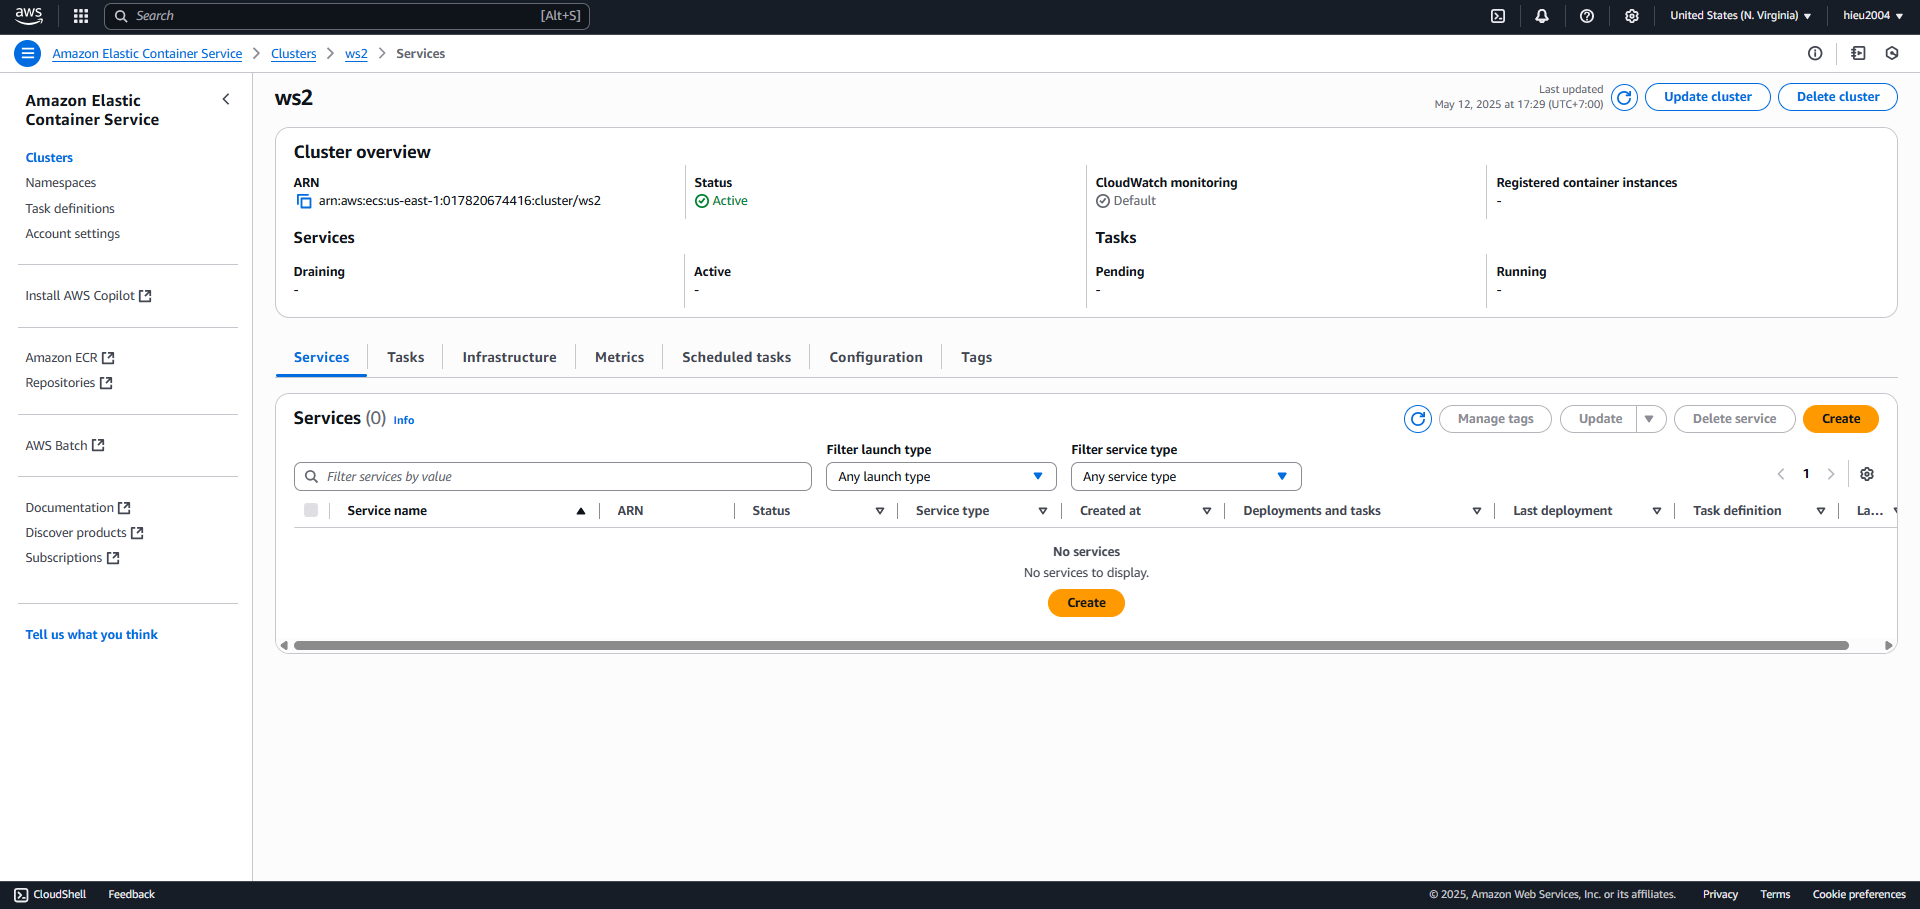 aws
Search [Alt+S]
United States (N. Virginia) hieu2004
Amazon Elastic Container Service Clusters ws2 Services
Amazon Elastic
Container Service
Clusters
Namespaces
Task definitions
Account settings
Install AWS Copilot
Amazon ECR
Repositories
AWS Batch
Documentation
Discover products
Subscriptions
Tell us what you think
ws2
Last updated
May 12, 2025 at 17:29 (UTC+7:00)
Update cluster Delete cluster
Cluster overview
ARN
arn:aws:ecs:us-east-1:017820674416:cluster/ws2
Status
Active
CloudWatch monitoring
Default
Registered container instances
-
Services
Draining
-
Active
-
Tasks
Pending
-
Running
-
Services Tasks Infrastructure Metrics Scheduled tasks Configuration Tags
Services (0) Info
Manage tags Update Delete service Create
Filter launch type Filter service type
Filter services by value Any launch type Any service type 1
Service name ARN Status Service type Created at Deployments and tasks Last deployment Task definition La...
No services
No services to display.
Create
CloudShell Feedback
© 2025, Amazon Web Services, Inc. or its affiliates. Privacy Terms Cookie preferences